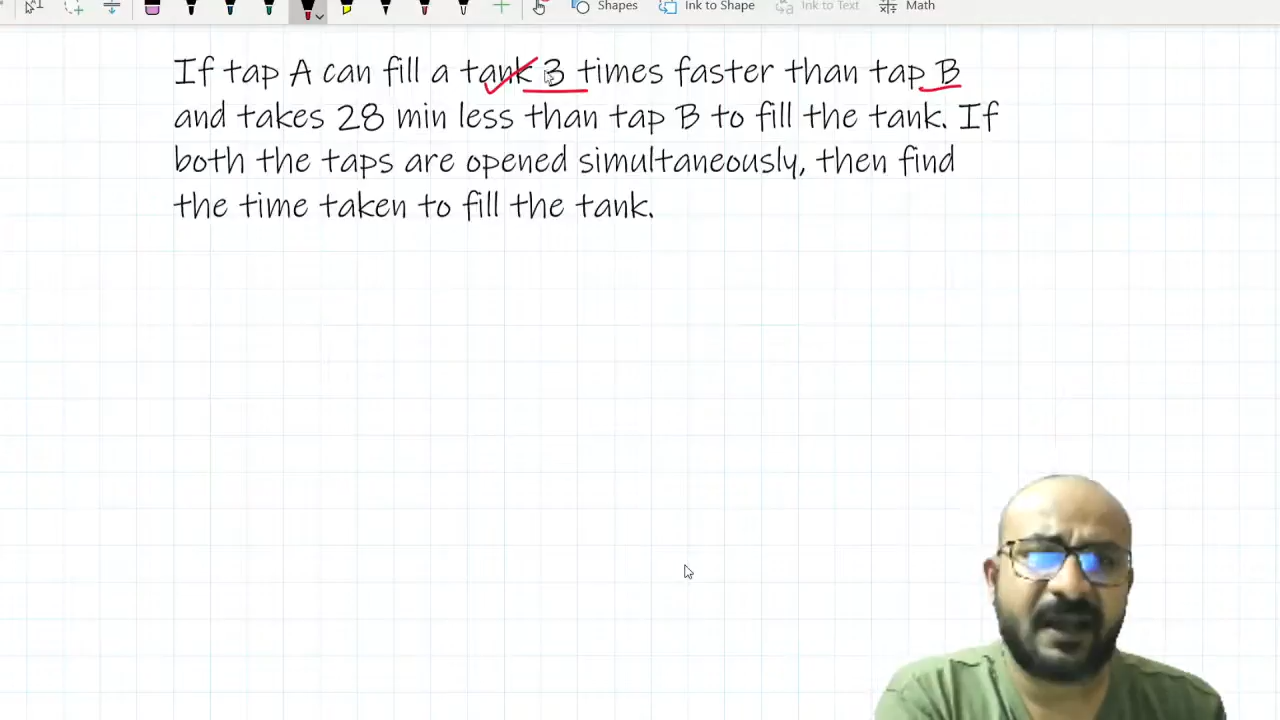 Shapes Ink to Shape Ink to Text Math
If tap A can fill a tank 3 times faster than tap B
and takes 28 min less than tap B to fill the tank. If
both the taps are opened simultaneously, then find
the time taken to fill the tank.